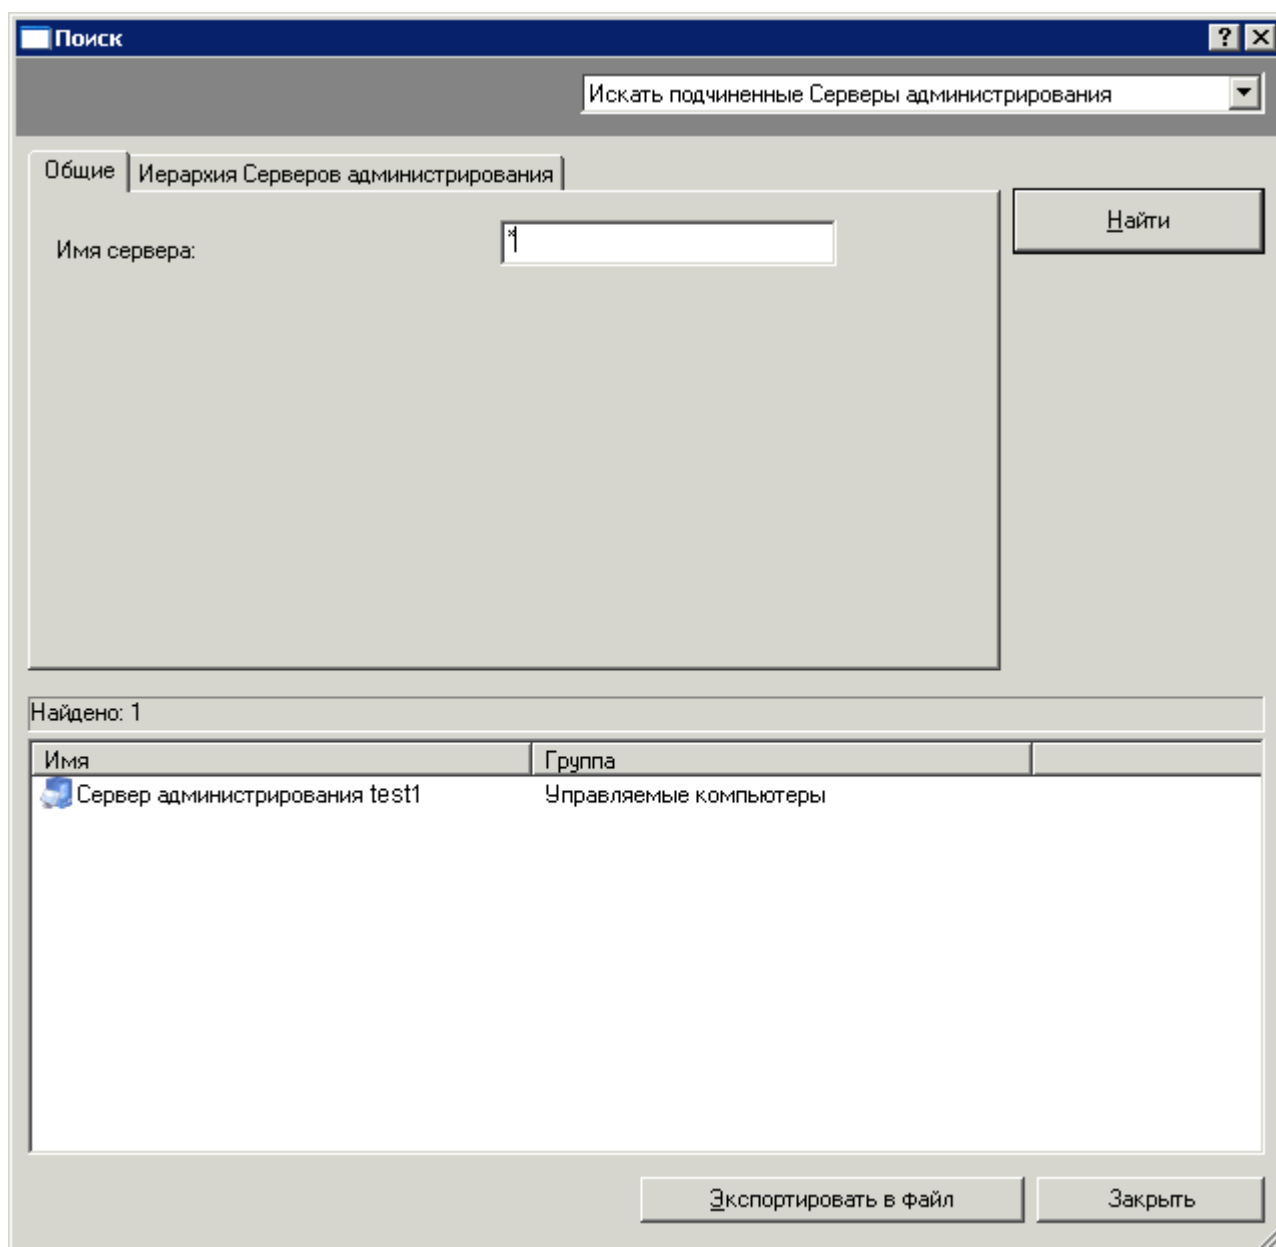 Поиск
Искать подчиненные Серверы администрирования
Общие Иерархия Серверов администрирования
Найти
Имя сервера: *
Найдено: 1
Имя Группа
Сервер администрирования test1 Управляемые компьютеры
Экспортировать в файл Закрыть